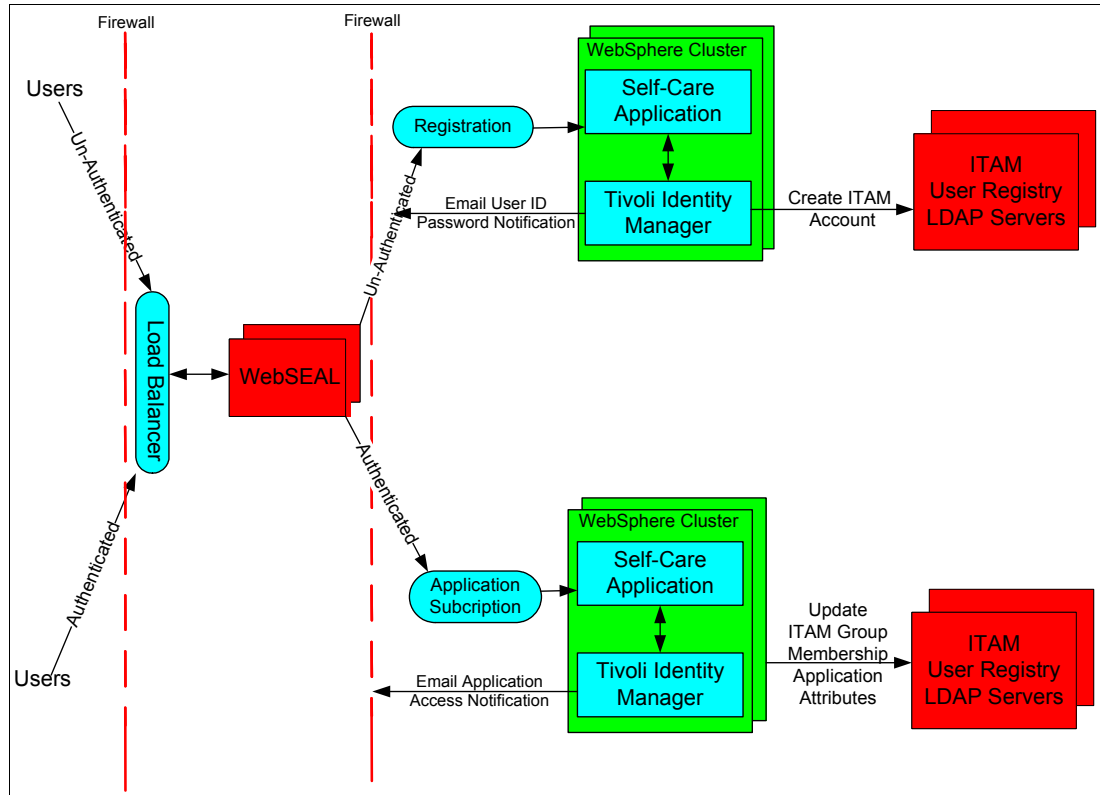 Firewall
Firewall
Users
Un-Authenticated
Load Balancer
WebSEAL
Authenticated
Users
Un-Authenticated
Registration
WebSphere Cluster
Self-Care
Application
Tivoli Identity
Manager
Email User ID
Password Notification
Create ITAM
Account
ITAM
User Registry
LDAP Servers
Authenticated
Application
Subcription
WebSphere Cluster
Self-Care
Application
Tivoli Identity
Manager
Email Application
Access Notification
Update
ITAM Group
Membership
Application
Attributes
ITAM
User Registry
LDAP Servers